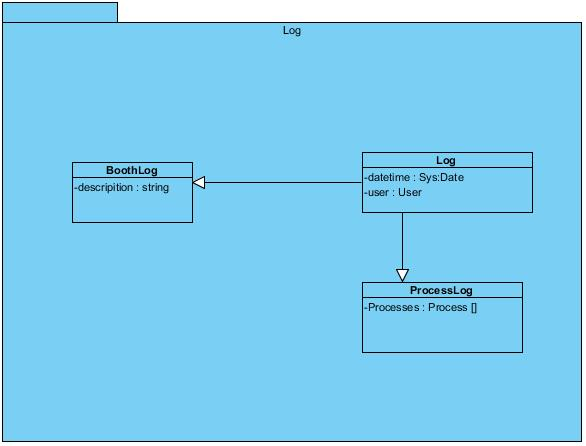 Log
BoothLog
-descripition : string
Log
-datetime : Sys:Date
-user : User
ProcessLog
-Processes : Process []